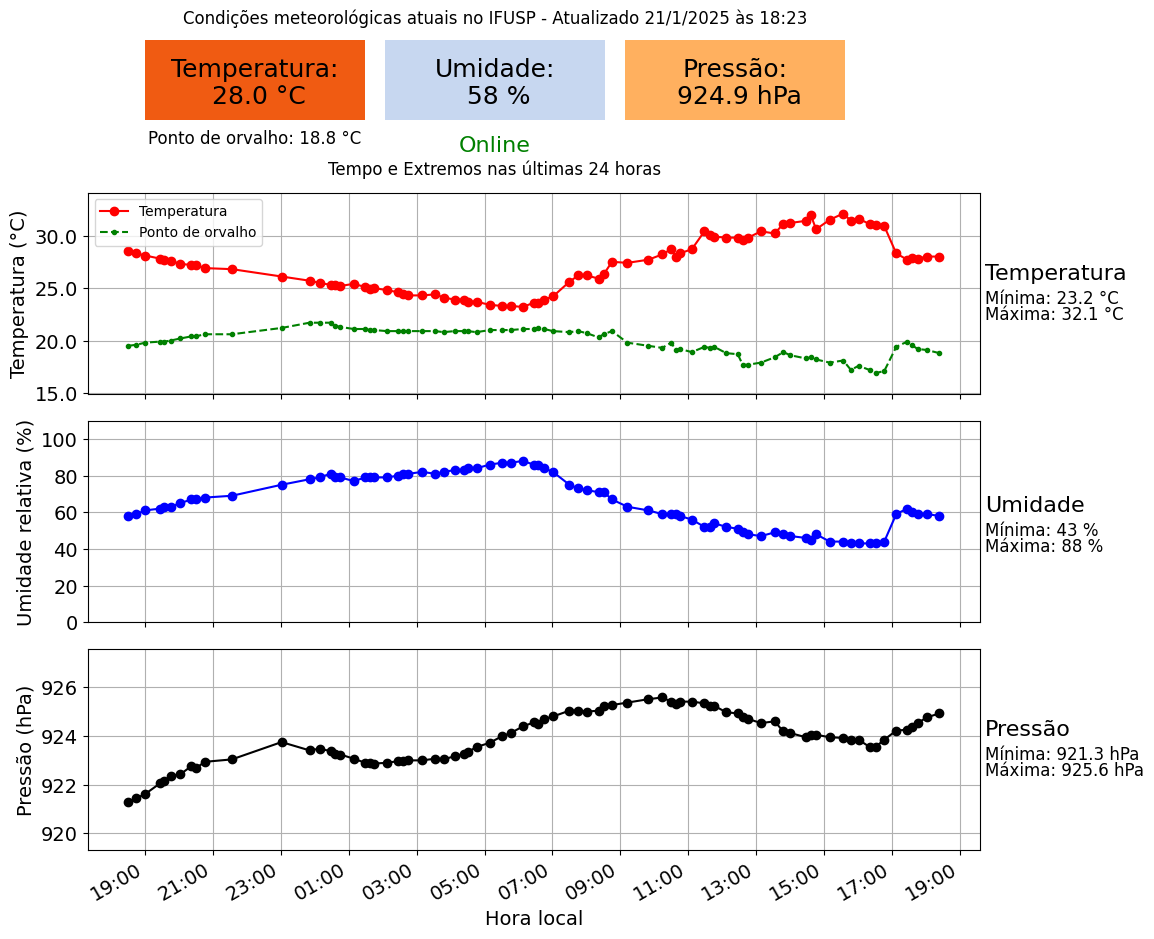 Condições meteorológicas atuais no IFUSP - Atualizado 21/1/2025 às 18:23
Temperatura:
28.0 °C
Umidade:
58 %
Pressão:
924.9 hPa
Ponto de orvalho: 18.8 °C
Online
Tempo e Extremos nas últimas 24 horas
Temperatura (°C)
30.0
25.0
20.0
15.0
Temperatura
Ponto de orvalho
Temperatura
Mínima: 23.2 °C
Máxima: 32.1 °C
Umidade relativa (%)
100
80
60
40
20
0
Umidade
Mínima: 43 %
Máxima: 88 %
Pressão (hPa)
926
924
922
920
Pressão
Mínima: 921.3 hPa
Máxima: 925.6 hPa
19:00
21:00
23:00
01:00
03:00
05:00
07:00
09:00
11:00
13:00
15:00
17:00
19:00
Hora local